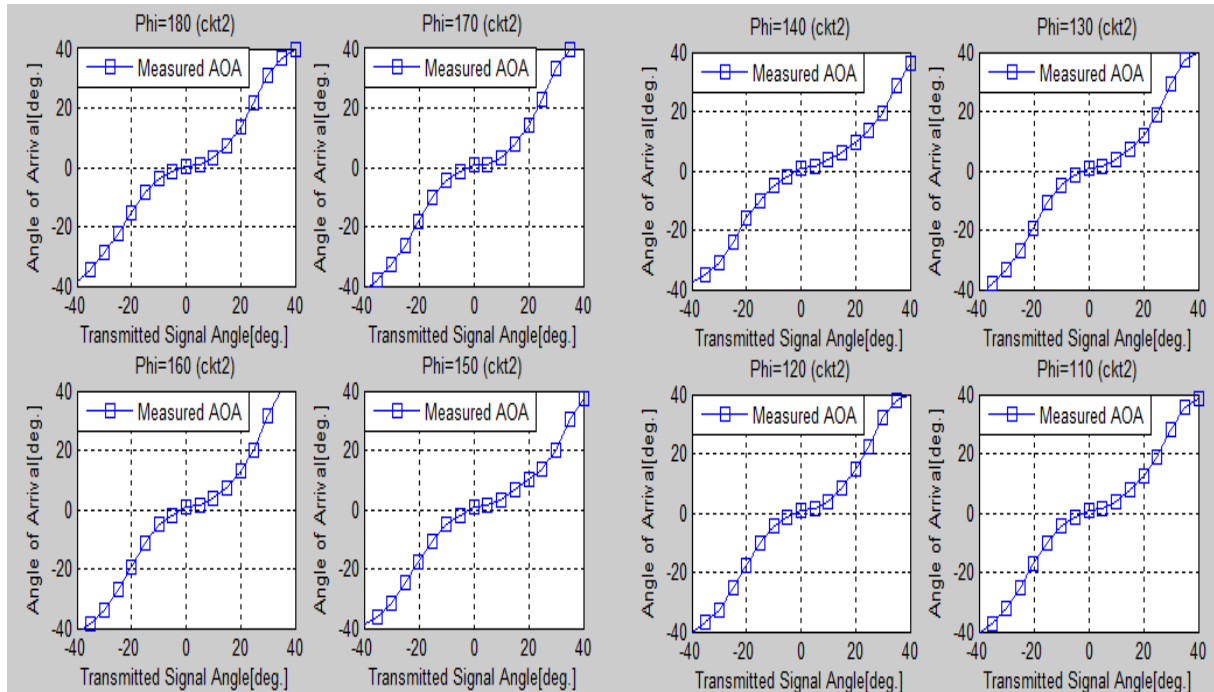 Phi=180 (ckt2)
Measured AOA
Angle of Arrival[deg.]
40
20
0
-20
-40
-40 -20 0 20 40
Transmitted Signal Angle[deg.]
Phi=170 (ckt2)
Measured AOA
Angle of Arrival[deg.]
40
20
0
-20
-40
-40 -20 0 20 40
Transmitted Signal Angle[deg.]
Phi=140 (ckt2)
Measured AOA
Angle of Arrival[deg.]
40
20
0
-20
-40
-40 -20 0 20 40
Transmitted Signal Angle[deg.]
Phi=130 (ckt2)
Measured AOA
Angle of Arrival[deg.]
40
20
0
-20
-40
-40 -20 0 20 40
Transmitted Signal Angle[deg.]
Phi=160 (ckt2)
Measured AOA
Angle of Arrival[deg.]
40
20
0
-20
-40
-40 -20 0 20 40
Transmitted Signal Angle[deg.]
Phi=150 (ckt2)
Measured AOA
Angle of Arrival[deg.]
40
20
0
-20
-40
-40 -20 0 20 40
Transmitted Signal Angle[deg.]
Phi=120 (ckt2)
Measured AOA
Angle of Arrival[deg.]
40
20
0
-20
-40
-40 -20 0 20 40
Transmitted Signal Angle[deg.]
Phi=110 (ckt2)
Measured AOA
Angle of Arrival[deg.]
40
20
0
-20
-40
-40 -20 0 20 40
Transmitted Signal Angle[deg.]